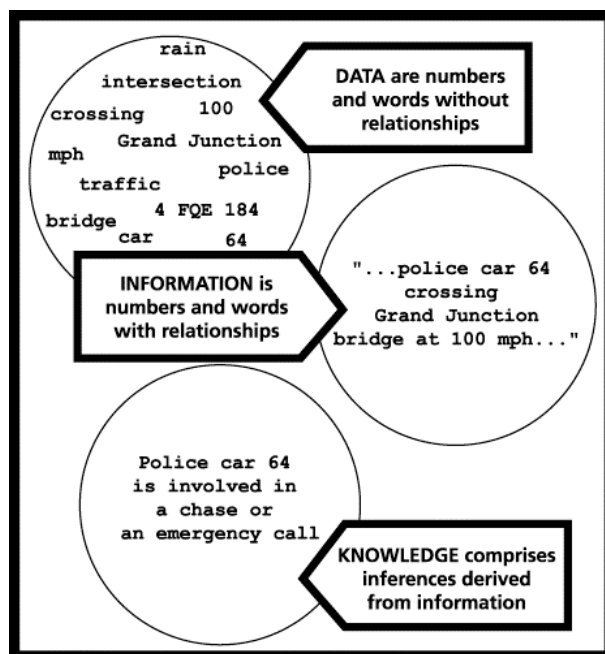 rain
intersection
crossing 100
Grand Junction
mph police
traffic
4 FQE 184
bridge
car 64
DATA are numbers
and words without
relationships
INFORMATION is
numbers and words
with relationships
"...police car 64
crossing
Grand Junction
bridge at 100 mph..."
Police car 64
is involved in
a chase or
an emergency call
KNOWLEDGE comprises
inferences derived
from information